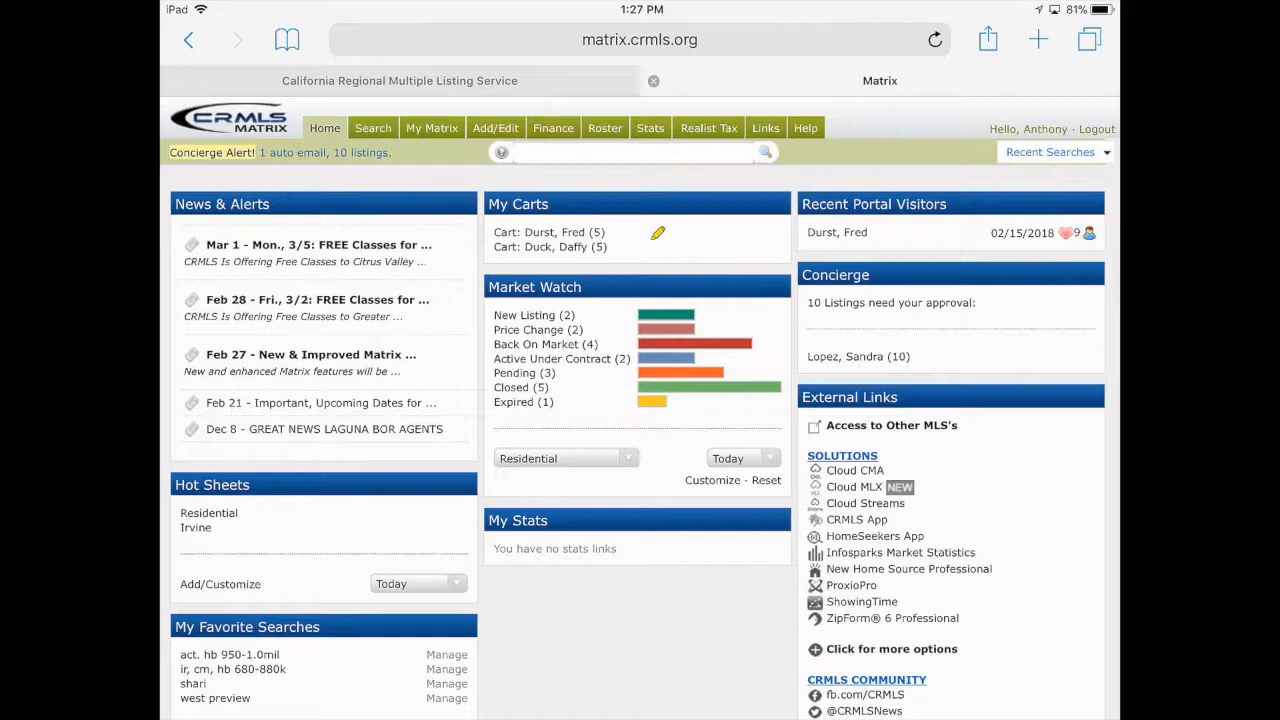 iPad
1:27 PM
81%
matrix.crmls.org
California Regional Multiple Listing Service
Matrix
CRMLS
MATRIX
Home
Search
My Matrix
Add/Edit
Finance
Roster
Stats
Realist Tax
Links
Help
Hello, Anthony · Logout
Concierge Alert! 1 auto email, 10 listings.
Recent Searches
News & Alerts
Mar 1 - Mon., 3/5: FREE Classes for ...
CRMLS Is Offering Free Classes to Citrus Valley ...
Feb 28 - Fri., 3/2: FREE Classes for ...
CRMLS Is Offering Free Classes to Greater ...
Feb 27 - New & Improved Matrix ...
New and enhanced Matrix features will be ...
Feb 21 - Important, Upcoming Dates for ...
Dec 8 - GREAT NEWS LAGUNA BOR AGENTS
Hot Sheets
Residential
Irvine
Add/Customize
Today
My Favorite Searches
act. hb 950-1.0mil Manage
ir, cm, hb 680-880k Manage
shari Manage
west preview Manage
My Carts
Cart: Durst, Fred (5)
Cart: Duck, Daffy (5)
Market Watch
New Listing (2)
Price Change (2)
Back On Market (4)
Active Under Contract (2)
Pending (3)
Closed (5)
Expired (1)
Residential
Today
Customize · Reset
My Stats
You have no stats links
Recent Portal Visitors
Durst, Fred 02/15/2018 9
Concierge
10 Listings need your approval:
Lopez, Sandra (10)
External Links
Access to Other MLS's
SOLUTIONS
Cloud CMA
Cloud MLX NEW
Cloud Streams
CRMLS App
HomeSeekers App
Infosparks Market Statistics
New Home Source Professional
ProxioPro
ShowingTime
ZipForm® 6 Professional
Click for more options
CRMLS COMMUNITY
fb.com/CRMLS
@CRMLSNews